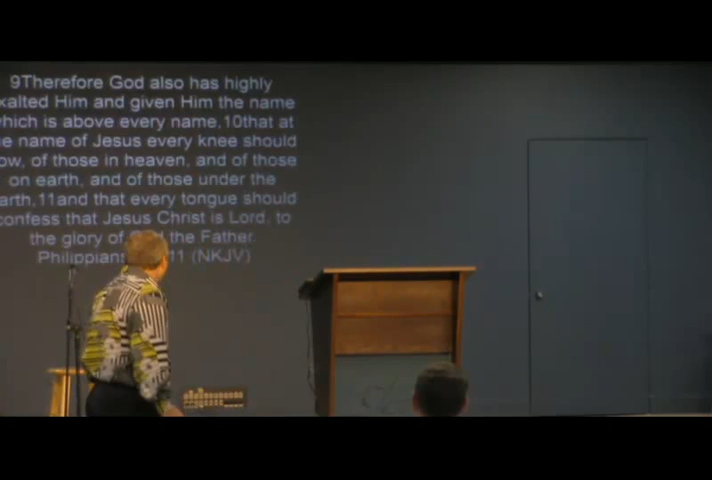 9Therefore God also has highly
xalted Him and given Him the name
which is above every name,10that at
e name of Jesus every knee should
ow, of those in heaven, and of those
on earth, and of those under the
arth,11and that every tongue should
confess that Jesus Christ is Lord, to
the glory of the Father.
Philippians 11 (NKJV)